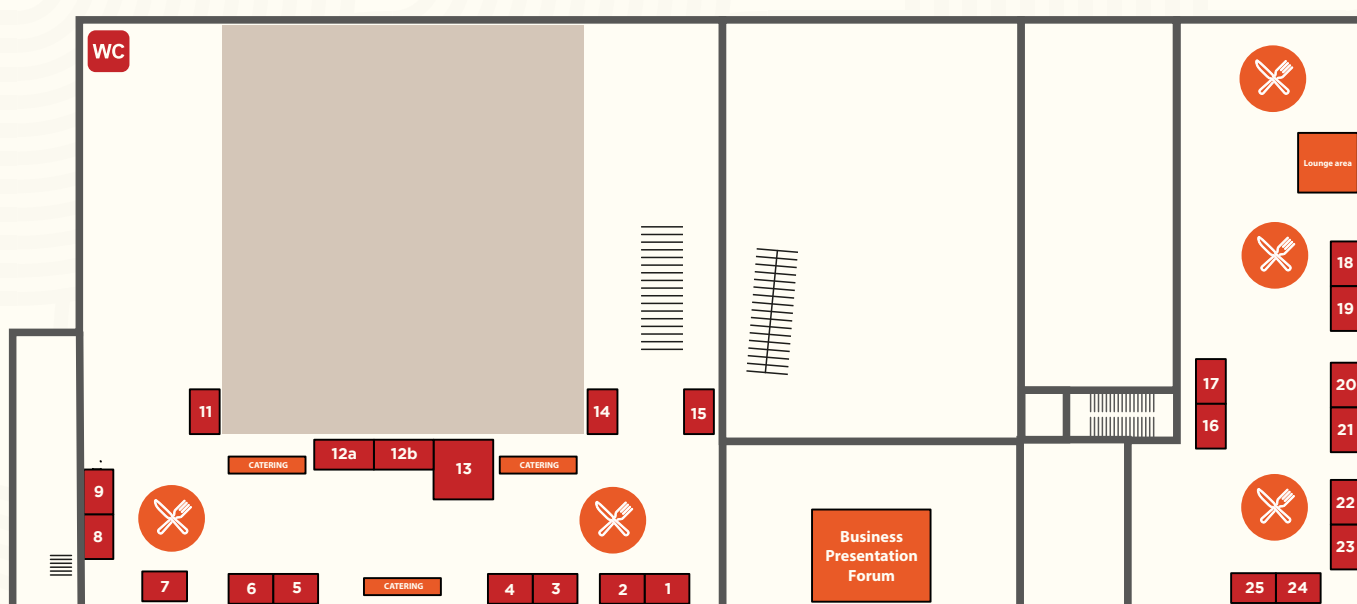 WC
Lounge area
18
19
17
20
11
14
15
16
21
12a
12b
13
CATERING
CATERING
9
8
22
23
Business
Presentation
Forum
7
6
5
CATERING
4
3
2
1
25
24